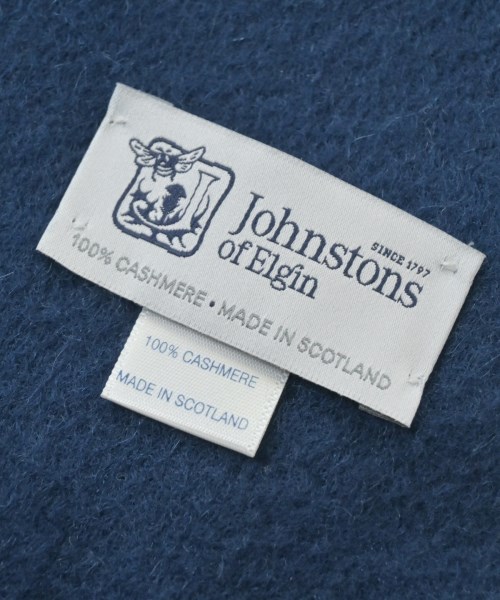 Johnstons
of Elgin
SINCE 1797
100% CASHMERE • MADE IN SCOTLAND
100% CASHMERE
MADE IN SCOTLAND